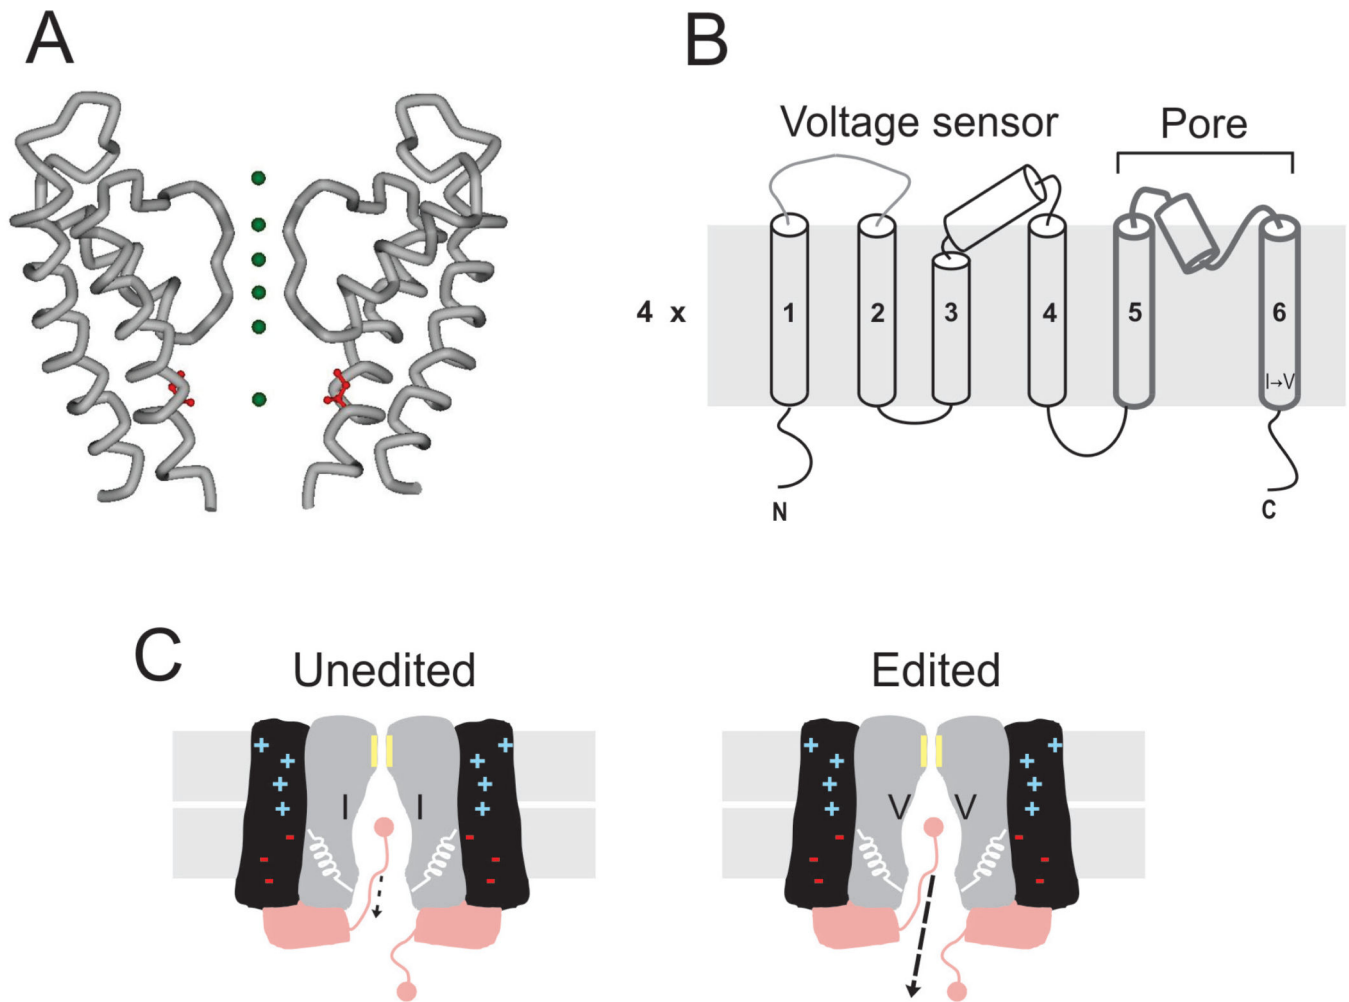 A
B
Voltage sensor
Pore
4 x
1
2
3
4
5
6
I→V
N
C
C
Unedited
Edited
+ + + + - - -
I I
+ + + + - - -
+ + + + - - -
V V
+ + + + - - -